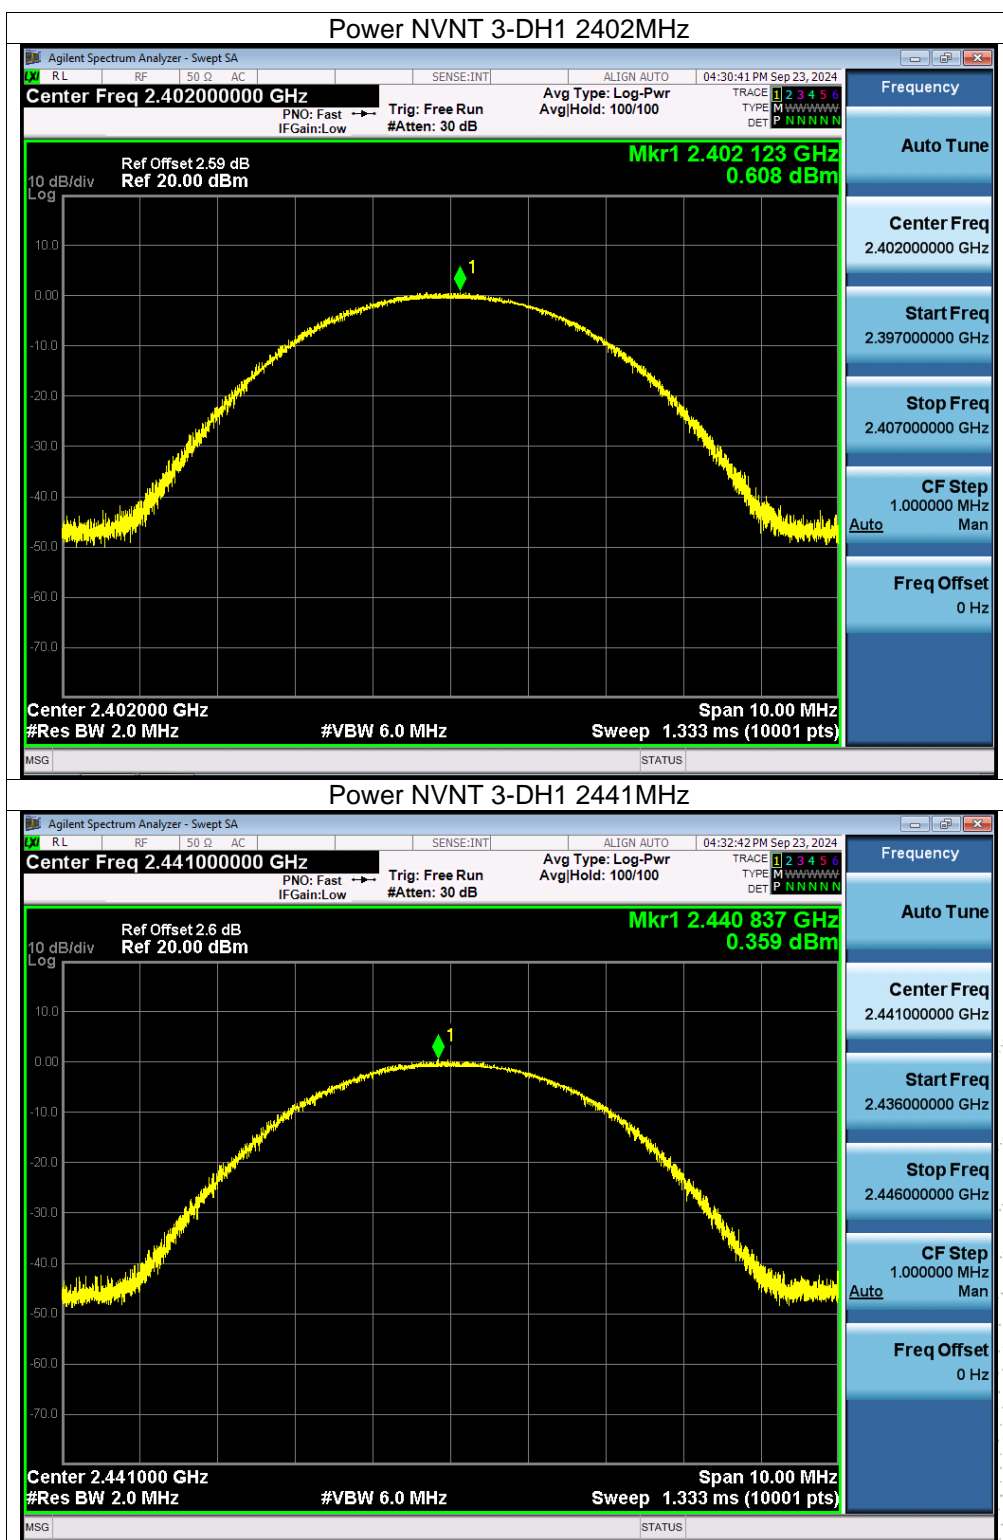 Power NVNT 3-DH1 2402MHz
Agilent Spectrum Analyzer - Swept SA
LXI RL RF 50 Ω AC SENSE:INT ALIGN AUTO 04:30:41 PM Sep 23, 2024
Center Freq 2.402000000 GHz
PNO: Fast
IFGain:Low
Trig: Free Run
#Atten: 30 dB
Avg Type: Log-Pwr
Avg|Hold: 100/100
TRACE 1 2 3 4 5 6
TYPE M WWWWW
DET P N N N N N
Frequency
Auto Tune
Center Freq
2.402000000 GHz
Start Freq
2.397000000 GHz
Stop Freq
2.407000000 GHz
CF Step
1.000000 MHz
Auto Man
Freq Offset
0 Hz
Mkr1 2.402 123 GHz
0.608 dBm
Ref Offset 2.59 dB
10 dB/div Ref 20.00 dBm
Log
1
10.0
0.00
-10.0
-20.0
-30.0
-40.0
-50.0
-60.0
-70.0
Center 2.402000 GHz Span 10.00 MHz
#Res BW 2.0 MHz #VBW 6.0 MHz Sweep 1.333 ms (10001 pts)
MSG STATUS
Power NVNT 3-DH1 2441MHz
Agilent Spectrum Analyzer - Swept SA
LXI RL RF 50 Ω AC SENSE:INT ALIGN AUTO 04:32:42 PM Sep 23, 2024
Center Freq 2.441000000 GHz
PNO: Fast
IFGain:Low
Trig: Free Run
#Atten: 30 dB
Avg Type: Log-Pwr
Avg|Hold: 100/100
TRACE 1 2 3 4 5 6
TYPE M WWWWW
DET P N N N N N
Frequency
Auto Tune
Center Freq
2.441000000 GHz
Start Freq
2.436000000 GHz
Stop Freq
2.446000000 GHz
CF Step
1.000000 MHz
Auto Man
Freq Offset
0 Hz
Mkr1 2.440 837 GHz
0.359 dBm
Ref Offset 2.6 dB
10 dB/div Ref 20.00 dBm
Log
1
10.0
0.00
-10.0
-20.0
-30.0
-40.0
-50.0
-60.0
-70.0
Center 2.441000 GHz Span 10.00 MHz
#Res BW 2.0 MHz #VBW 6.0 MHz Sweep 1.333 ms (10001 pts)
MSG STATUS